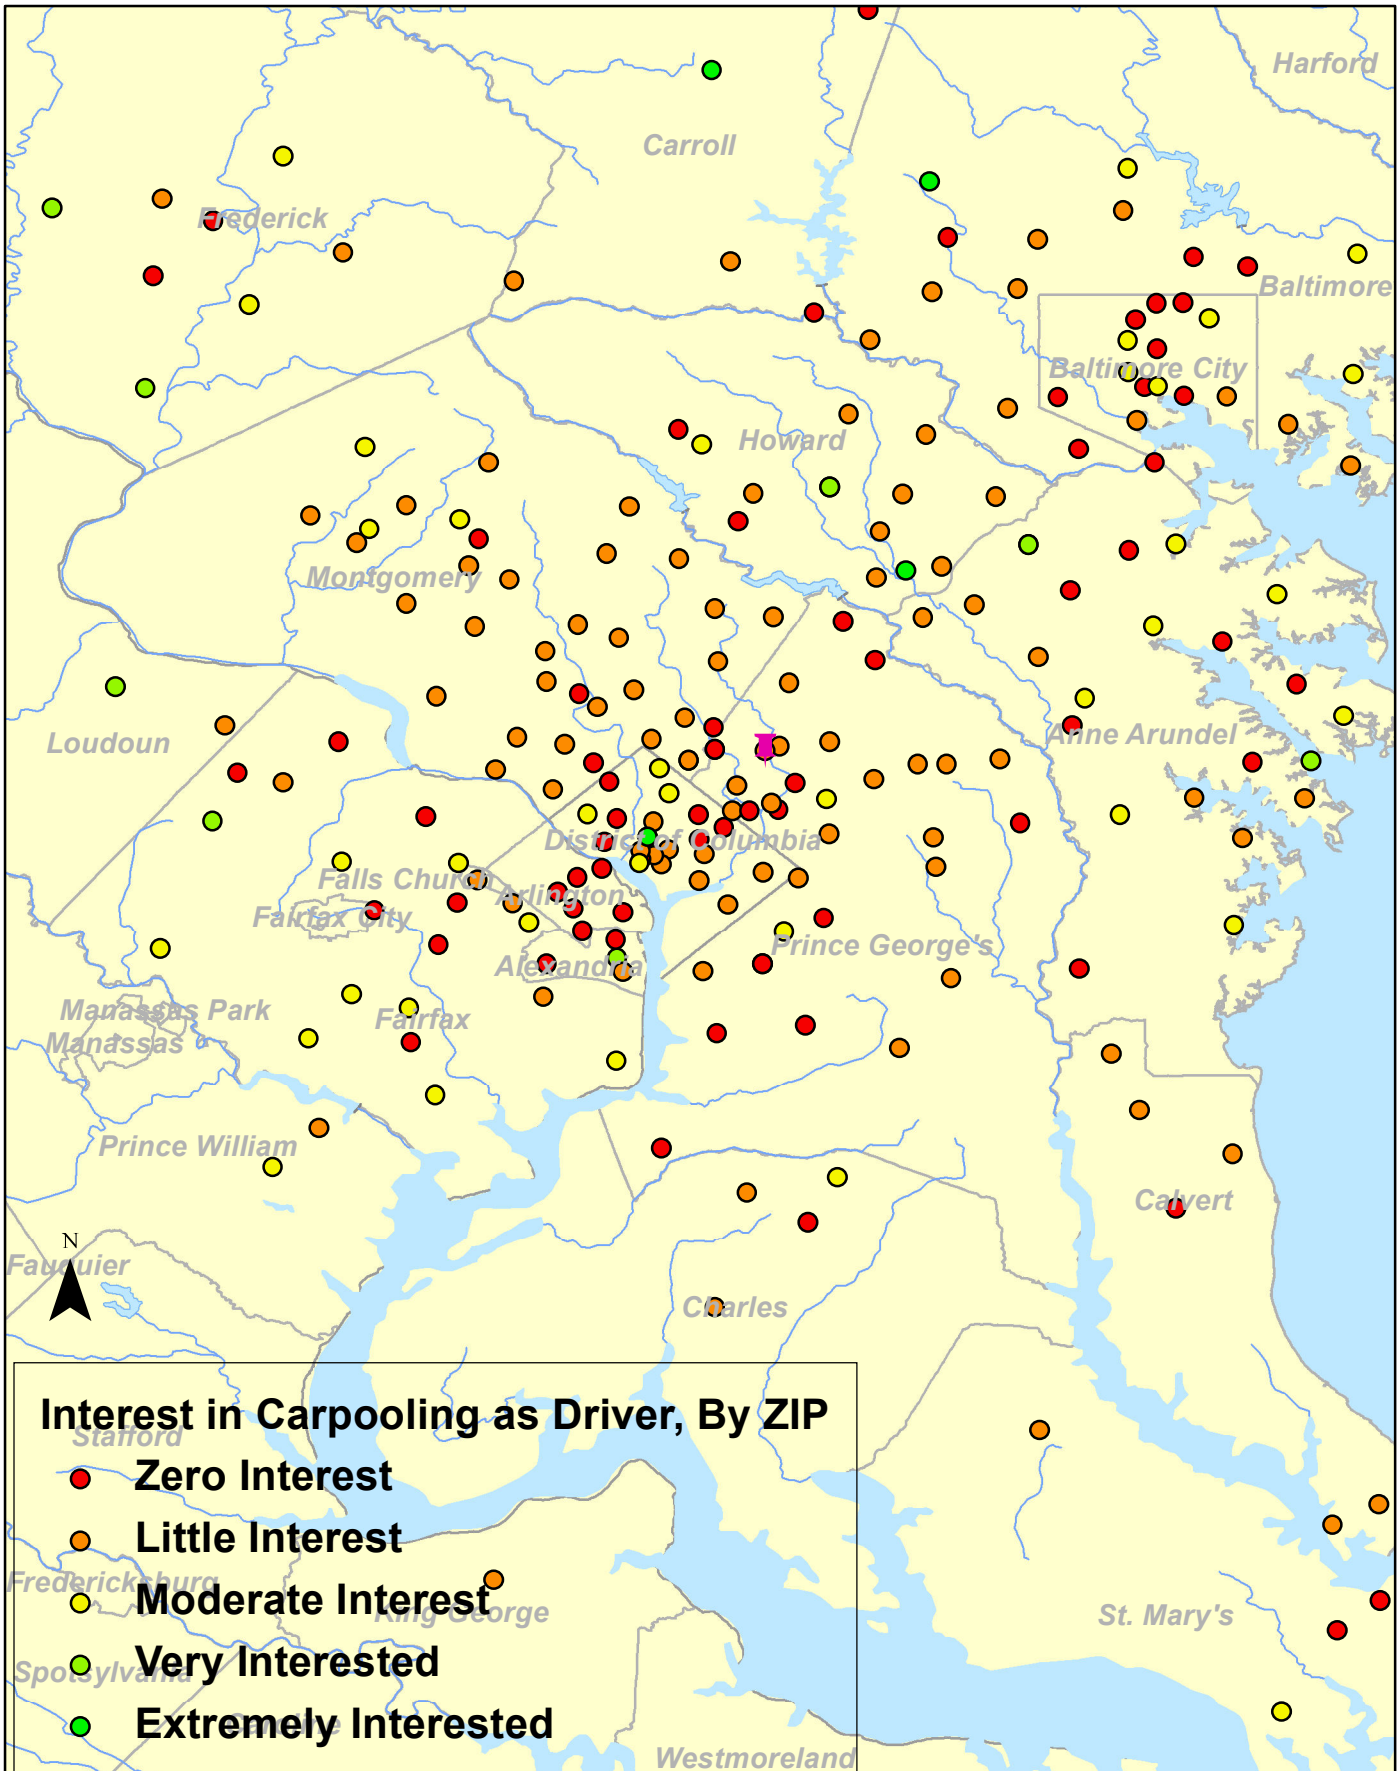 Harford
Carroll
Frederick
Baltimore
Baltimore City
Howard
Montgomery
Loudoun
Anne Arundel
District of Columbia
Falls Church
Arlington
Fairfax City
Prince George's
Alexandria
Manassas Park
Fairfax
Manassas
Prince William
Calvert
N
Fauquier
Charles
Interest in Carpooling as Driver, By ZIP
Stafford
Zero Interest
Little Interest
Fredericksburg
Moderate Interest
King George
St. Mary's
Very Interested
Spotsylvania
Extremely Interested
Caroline
Westmoreland